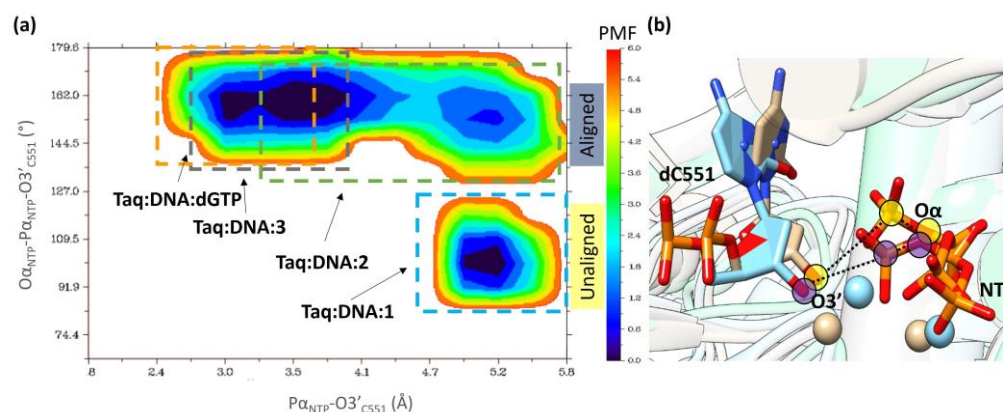 (a)
179.6
162.0
144.5
127.0
109.5
91.9
74.4
.8
2.4
3.0
3.5
4.1
4.7
5.2
5.8
OαNTP-PαNTP-O3'C551 (°)
PαNTP-O3'C551 (Å)
Taq:DNA:dGTP
Taq:DNA:3
Taq:DNA:2
Taq:DNA:1
Aligned
Unaligned
PMF
6.0
5.4
4.8
4.2
3.6
3.0
2.4
1.8
1.2
0.6
0.0
(b)
dC551
Oα
O3'
NT